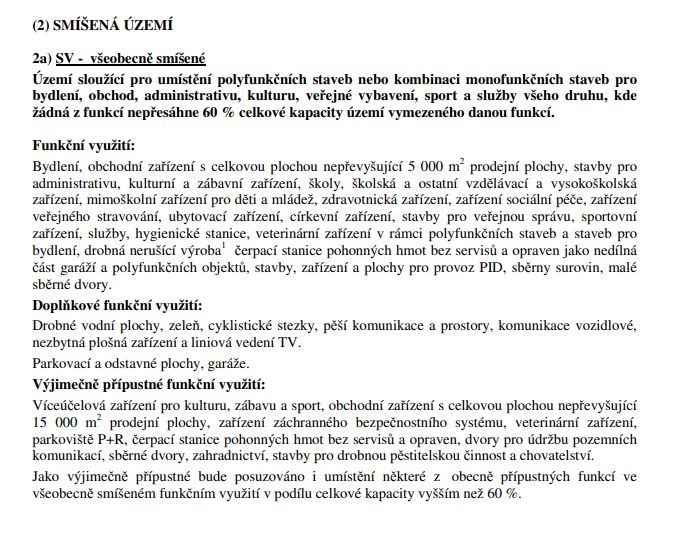 (2) SMÍŠENÁ ÚZEMÍ
2a) SV - všeobecně smíšené
Území sloužící pro umístění polyfunkčních staveb nebo kombinaci monofunkčních staveb pro
bydlení, obchod, administrativu, kulturu, veřejné vybavení, sport a služby všeho druhu, kde
žádná z funkcí nepřesáhne 60 % celkové kapacity území vymezeného danou funkcí.
Funkční využití:
Bydlení, obchodní zařízení s celkovou plochou nepřevyšující 5 000 m² prodejní plochy, stavby pro
administrativu, kulturní a zábavní zařízení, školy, školská a ostatní vzdělávací a vysokoškolská
zařízení, mimoškolní zařízení pro děti a mládež, zdravotnická zařízení, zařízení sociální péče, zařízení
veřejného stravování, ubytovací zařízení, církevní zařízení, stavby pro veřejnou správu, sportovní
zařízení, služby, hygienické stanice, veterinární zařízení v rámci polyfunkčních staveb a staveb pro
bydlení, drobná nerušící výroba¹ čerpací stanice pohonných hmot bez servisů a opraven jako nedílná
část garáží a polyfunkčních objektů, stavby, zařízení a plochy pro provoz PID, sběrny surovin, malé
sběrné dvory.
Doplňkové funkční využití:
Drobné vodní plochy, zeleň, cyklistické stezky, pěší komunikace a prostory, komunikace vozidlové,
nezbytná plošná zařízení a liniová vedení TV.
Parkovací a odstavné plochy, garáže.
Výjimečně přípustné funkční využití:
Víceúčelová zařízení pro kulturu, zábavu a sport, obchodní zařízení s celkovou plochou nepřevyšující
15 000 m² prodejní plochy, zařízení záchranného bezpečnostního systému, veterinární zařízení,
parkoviště P+R, čerpací stanice pohonných hmot bez servisů a opraven, dvory pro údržbu pozemních
komunikací, sběrné dvory, zahradnictví, stavby pro drobnou pěstitelskou činnost a chovatelství.
Jako výjimečně přípustné bude posuzováno i umístění některé z obecně přípustných funkcí ve
všeobecně smíšeném funkčním využití v podílu celkové kapacity vyšším než 60 %.